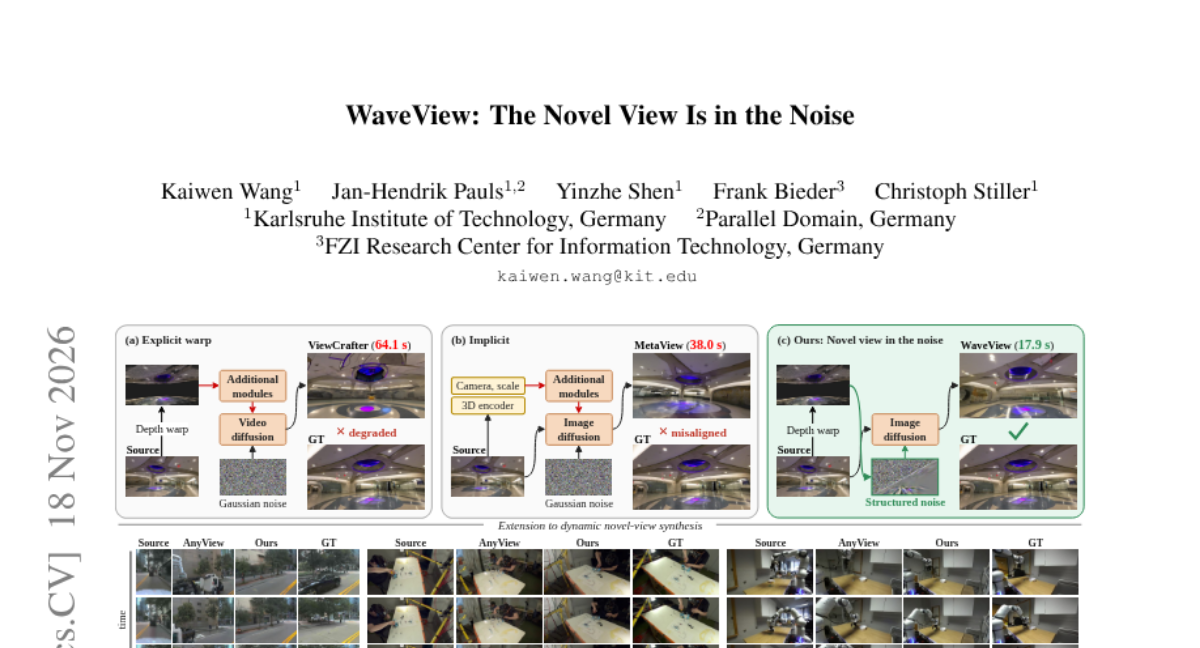 WaveView: The Novel View Is in the Noise
Kaiwen Wang1 Jan-Hendrik Pauls1,2 Yinzhe Shen1 Frank Bieder3 Christoph Stiller1
1Karlsruhe Institute of Technology, Germany 2Parallel Domain, Germany
3FZI Research Center for Information Technology, Germany
kaiwen.wang@kit.edu
cs.CV] 18 Nov 2026
(a) Explicit warp
ViewCrafter (64.1 s)
Additional
modules
Depth warp
Video
diffusion
× degraded
GT
Source
Gaussian noise
(b) Implicit
MetaView (38.0 s)
Camera, scale
3D encoder
Additional
modules
Image
diffusion
× misaligned
GT
Source
Gaussian noise
(c) Ours: Novel view in the noise
WaveView (17.9 s)
Depth warp
Image
diffusion
✓
GT
Source
Structured noise
Extension to dynamic novel-view synthesis
Source AnyView Ours GT Source AnyView Ours GT Source AnyView Ours GT
time